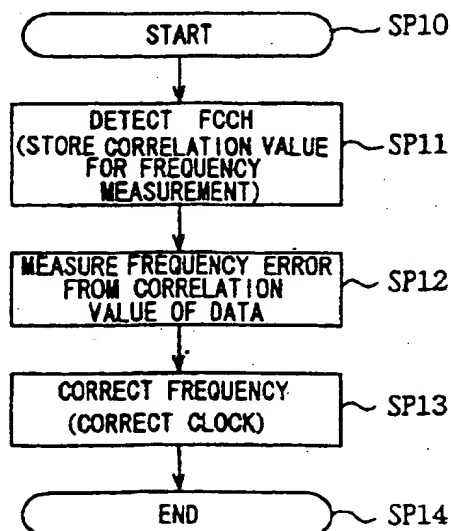 START
SP10
DETECT FCCH
(STORE CORRELATION VALUE
FOR FREQUENCY
MEASUREMENT)
SP11
MEASURE FREQUENCY ERROR
FROM CORRELATION
VALUE OF DATA
SP12
CORRECT FREQUENCY
(CORRECT CLOCK)
SP13
END
SP14